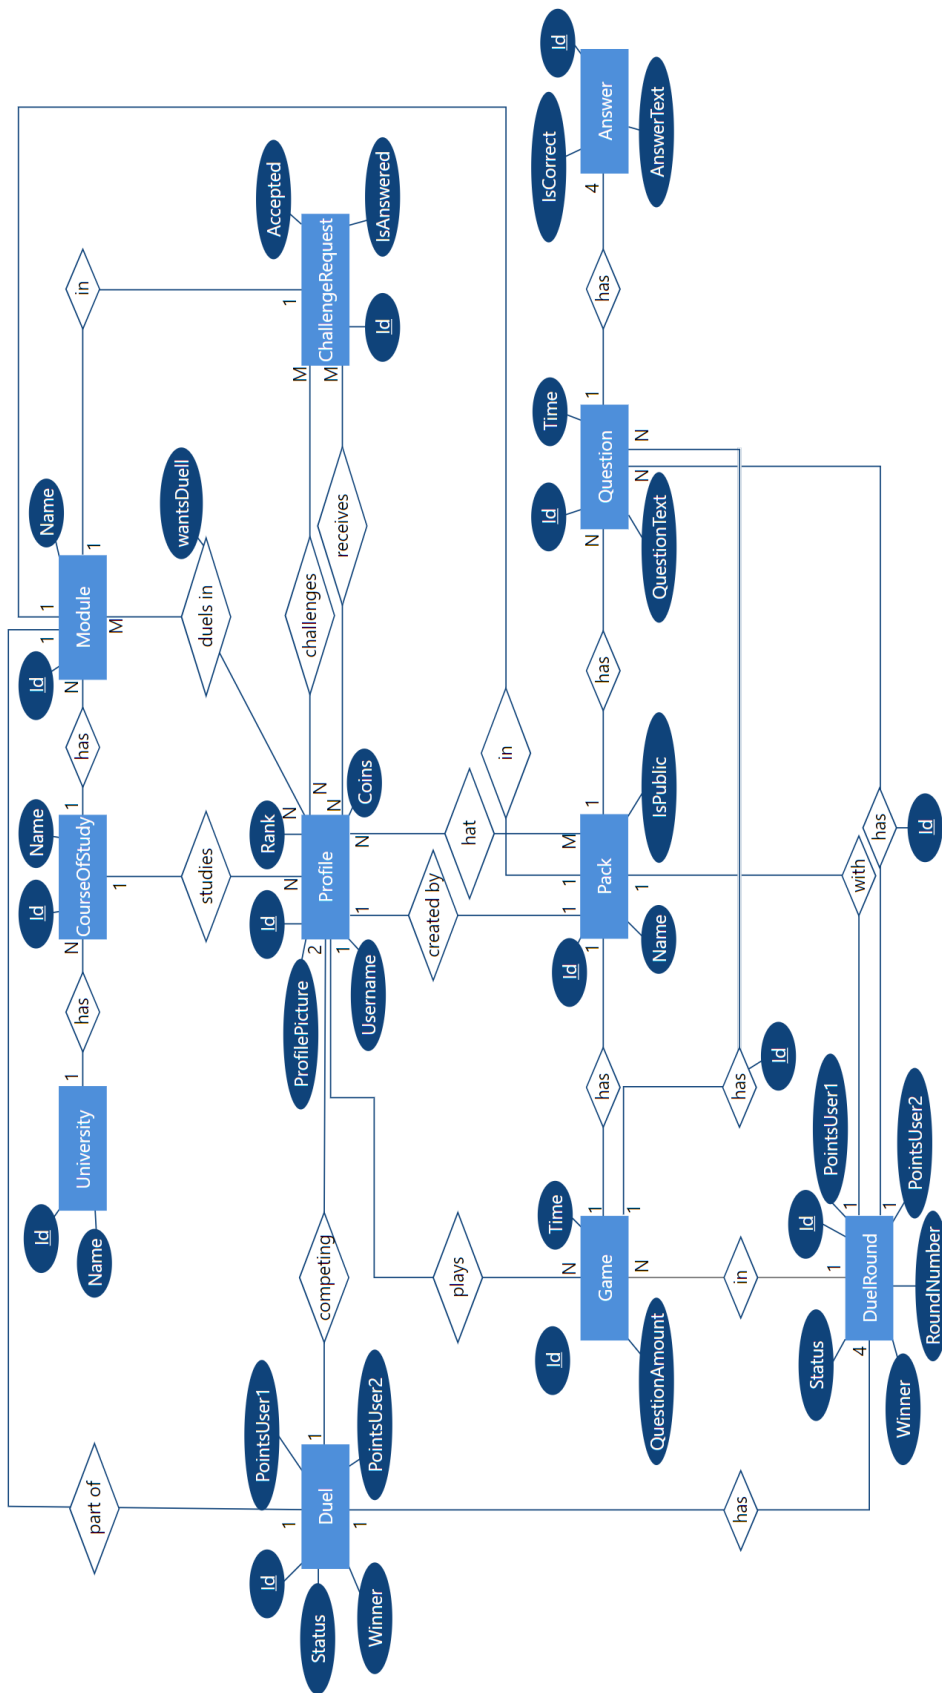 Id
Name
University
1
has
N
Id
Name
CourseOfStudy
1
has
N
Id
Name
Module
1
1
1
M
in
part of
studies
1
N
duels in
wantsDuell
Id
Status
Winner
PointsUser1
PointsUser2
Duel
1
1
1
competing
2
1
ProfilePicture
Id
Username
Rank
Coins
Profile
N
N
N
N
challenges
receives
M
M
1
Accepted
IsAnswered
Id
ChallengeRequest
plays
created by
hat
in
Id
Time
QuestionAmount
Game
N
N
1
1
has
1
1
1
M
1
1
Id
Name
IsPublic
Pack
has
N
Id
Time
QuestionText
Question
N
N
1
has
4
IsCorrect
Id
AnswerText
Answer
has
in
has
Id
with
has
Id
Status
Winner
Id
PointsUser1
PointsUser2
RoundNumber
DuelRound
4
1
1
1